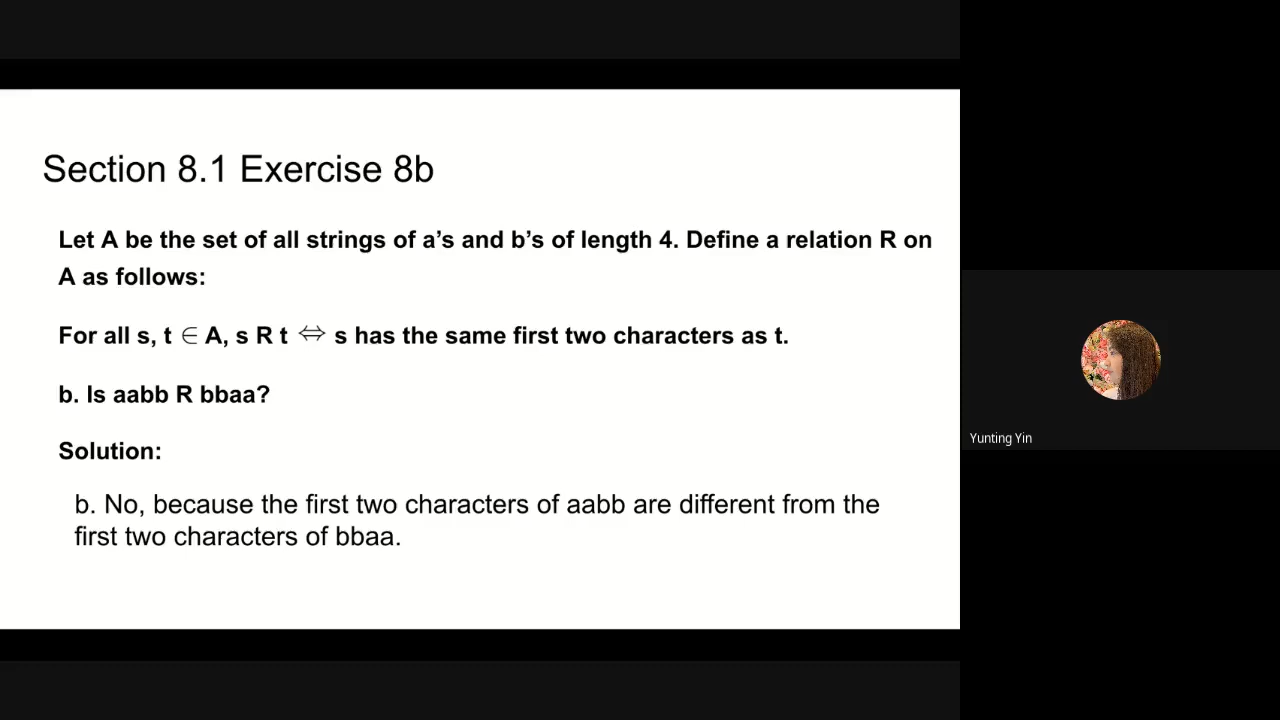 Section 8.1 Exercise 8b
Let A be the set of all strings of a’s and b’s of length 4. Define a relation R on
A as follows:
For all s, t ∈ A, s R t ⇔ s has the same first two characters as t.
b. Is aabb R bbaa?
Solution:
b. No, because the first two characters of aabb are different from the
first two characters of bbaa.
Yunting Yin